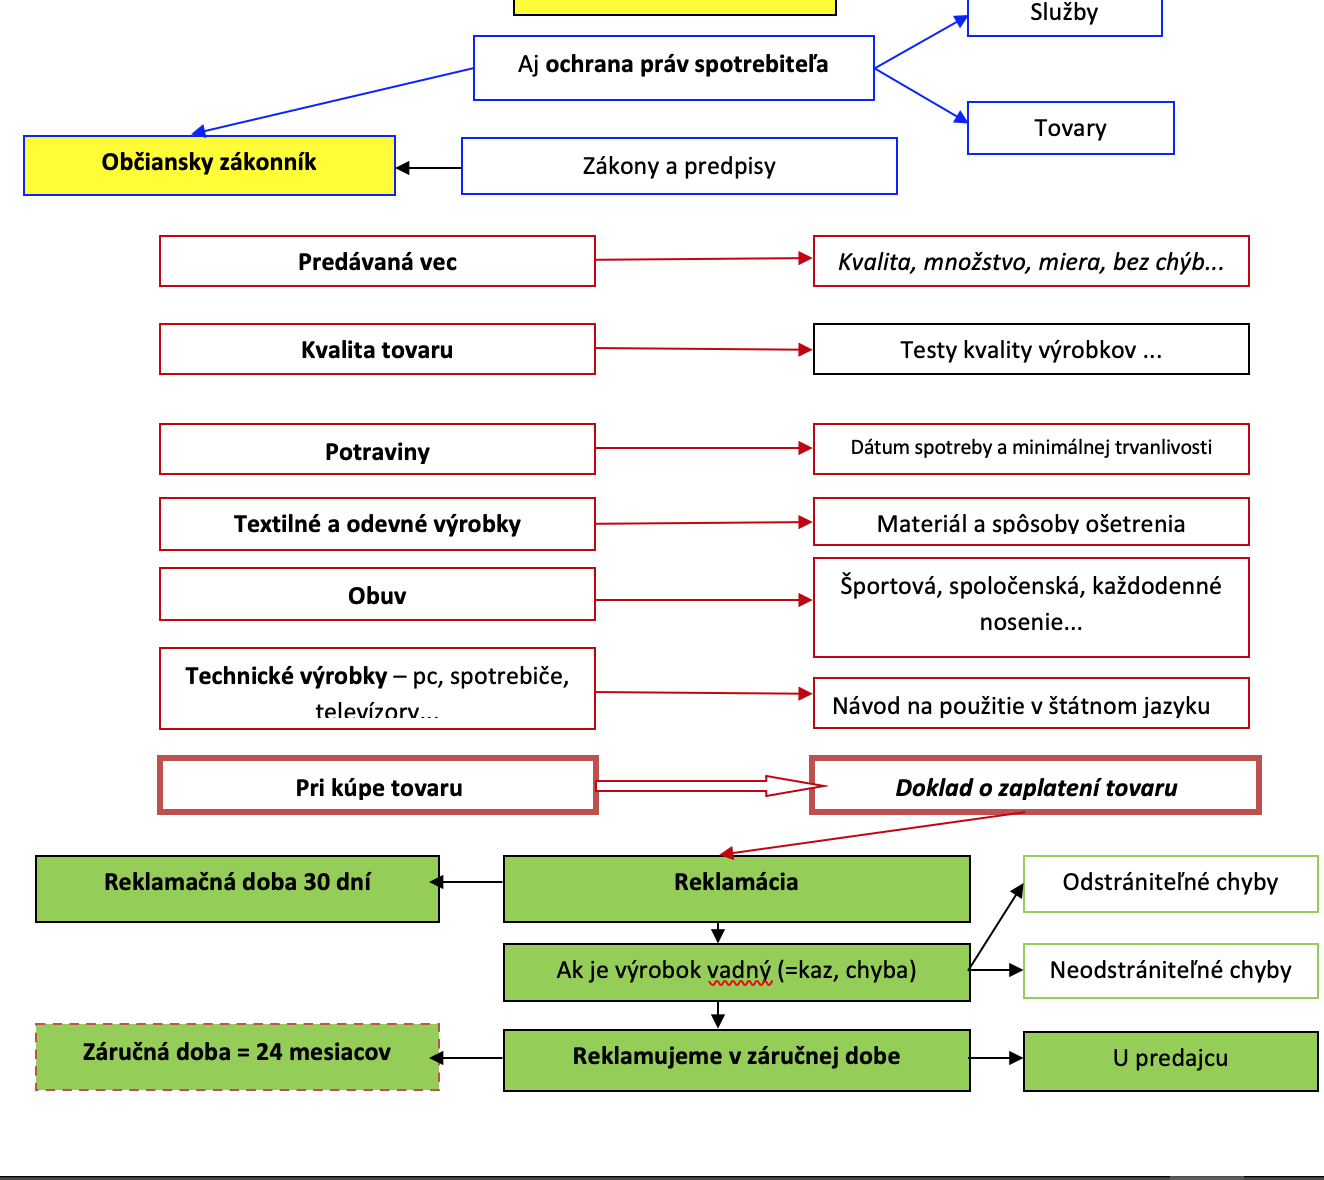 Služby
Aj ochrana práv spotrebiteľa
Tovary
Občiansky zákonník
Zákony a predpisy
Predávaná vec
Kvalita, množstvo, miera, bez chýb...
Kvalita tovaru
Testy kvality výrobkov ...
Potraviny
Dátum spotreby a minimálnej trvanlivosti
Textilné a odevné výrobky
Materiál a spôsoby ošetrenia
Obuv
Športová, spoločenská, každodenné
nosenie...
Technické výrobky – pc, spotrebiče,
televízory...
Návod na použitie v štátnom jazyku
Pri kúpe tovaru
Doklad o zaplatení tovaru
Reklamačná doba 30 dní
Reklamácia
Odstrániteľné chyby
Ak je výrobok vadný (=kaz, chyba)
Neodstrániteľné chyby
Záručná doba = 24 mesiacov
Reklamujeme v záručnej dobe
U predajcu